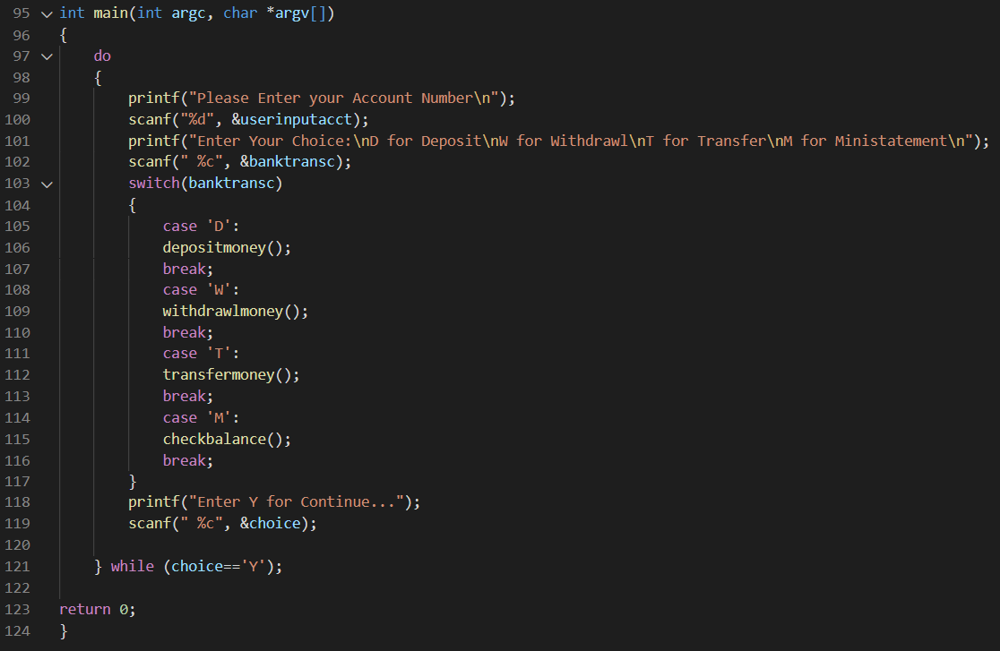 95 int main(int argc, char *argv[])
96 {
97     do
98     {
99         printf("Please Enter your Account Number\n");
100         scanf("%d", &userinputacct);
101         printf("Enter Your Choice:\nD for Deposit\nW for Withdrawl\nT for Transfer\nM for Ministatement\n");
102         scanf(" %c", &banktransc);
103         switch(banktransc)
104         {
105             case 'D':
106             depositmoney();
107             break;
108             case 'W':
109             withdrawlmoney();
110             break;
111             case 'T':
112             transfermoney();
113             break;
114             case 'M':
115             checkbalance();
116             break;
117         }
118         printf("Enter Y for Continue...");
119         scanf(" %c", &choice);
120
121     } while (choice=='Y');
122
123 return 0;
124 }